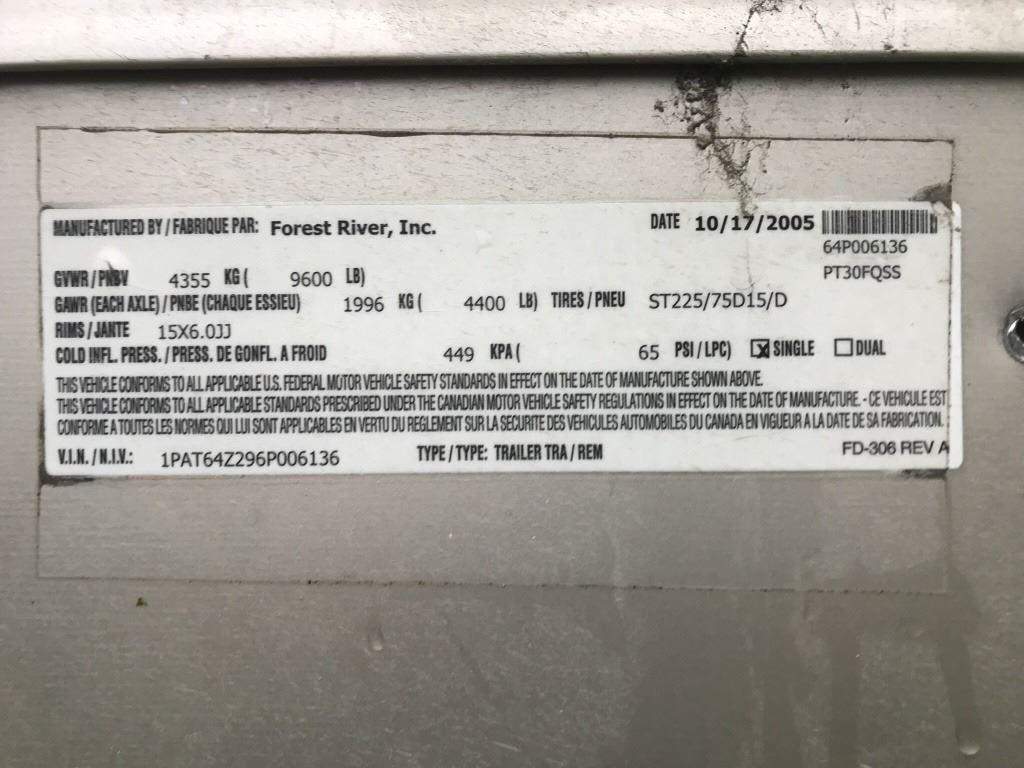 MANUFACTURED BY / FABRIQUE PAR: Forest River, Inc. DATE 10/17/2005
64P006136
GVWR / PNBV 4355 KG ( 9600 LB) PT30FQSS
GAWR (EACH AXLE) / PNBE (CHAQUE ESSIEU) 1996 KG ( 4400 LB) TIRES / PNEU ST225/75D15/D
RIMS / JANTE 15X6.0JJ
COLD INFL. PRESS. / PRESS. DE GONFL. A FROID 449 KPA ( 65 PSI / LPC) ☒ SINGLE ☐ DUAL
THIS VEHICLE CONFORMS TO ALL APPLICABLE U.S. FEDERAL MOTOR VEHICLE SAFETY STANDARDS IN EFFECT ON THE DATE OF MANUFACTURE SHOWN ABOVE.
THIS VEHICLE CONFORMS TO ALL APPLICABLE STANDARDS PRESCRIBED UNDER THE CANADIAN MOTOR VEHICLE SAFETY REGULATIONS IN EFFECT ON THE DATE OF MANUFACTURE. - CE VEHICULE EST
CONFORME A TOUTES LES NORMES QUI LUI SONT APPLICABLES EN VERTU DU REGLEMENT SUR LA SECURITE DES VEHICULES AUTOMOBILES DU CANADA EN VIGUEUR A LA DATE DE SA FABRICATION.
V.I.N. / N.I.V.: 1PAT64Z296P006136 TYPE / TYPE: TRAILER TRA / REM FD-306 REV A